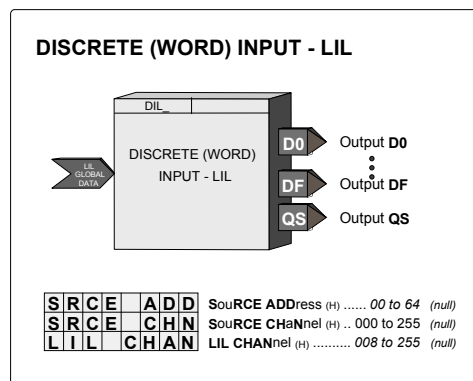 DISCRETE (WORD) INPUT - LIL
DIL_
LIL
GLOBAL
DATA
DISCRETE (WORD)
INPUT - LIL
D0 Output D0
DF Output DF
QS Output QS
SRCE ADD SouRCE ADDress (H) ...... 00 to 64 (null)
SRCE CHN SouRCE CHaNnel (H) .. 000 to 255 (null)
LIL CHAN LIL CHANnel (H) .......... 008 to 255 (null)